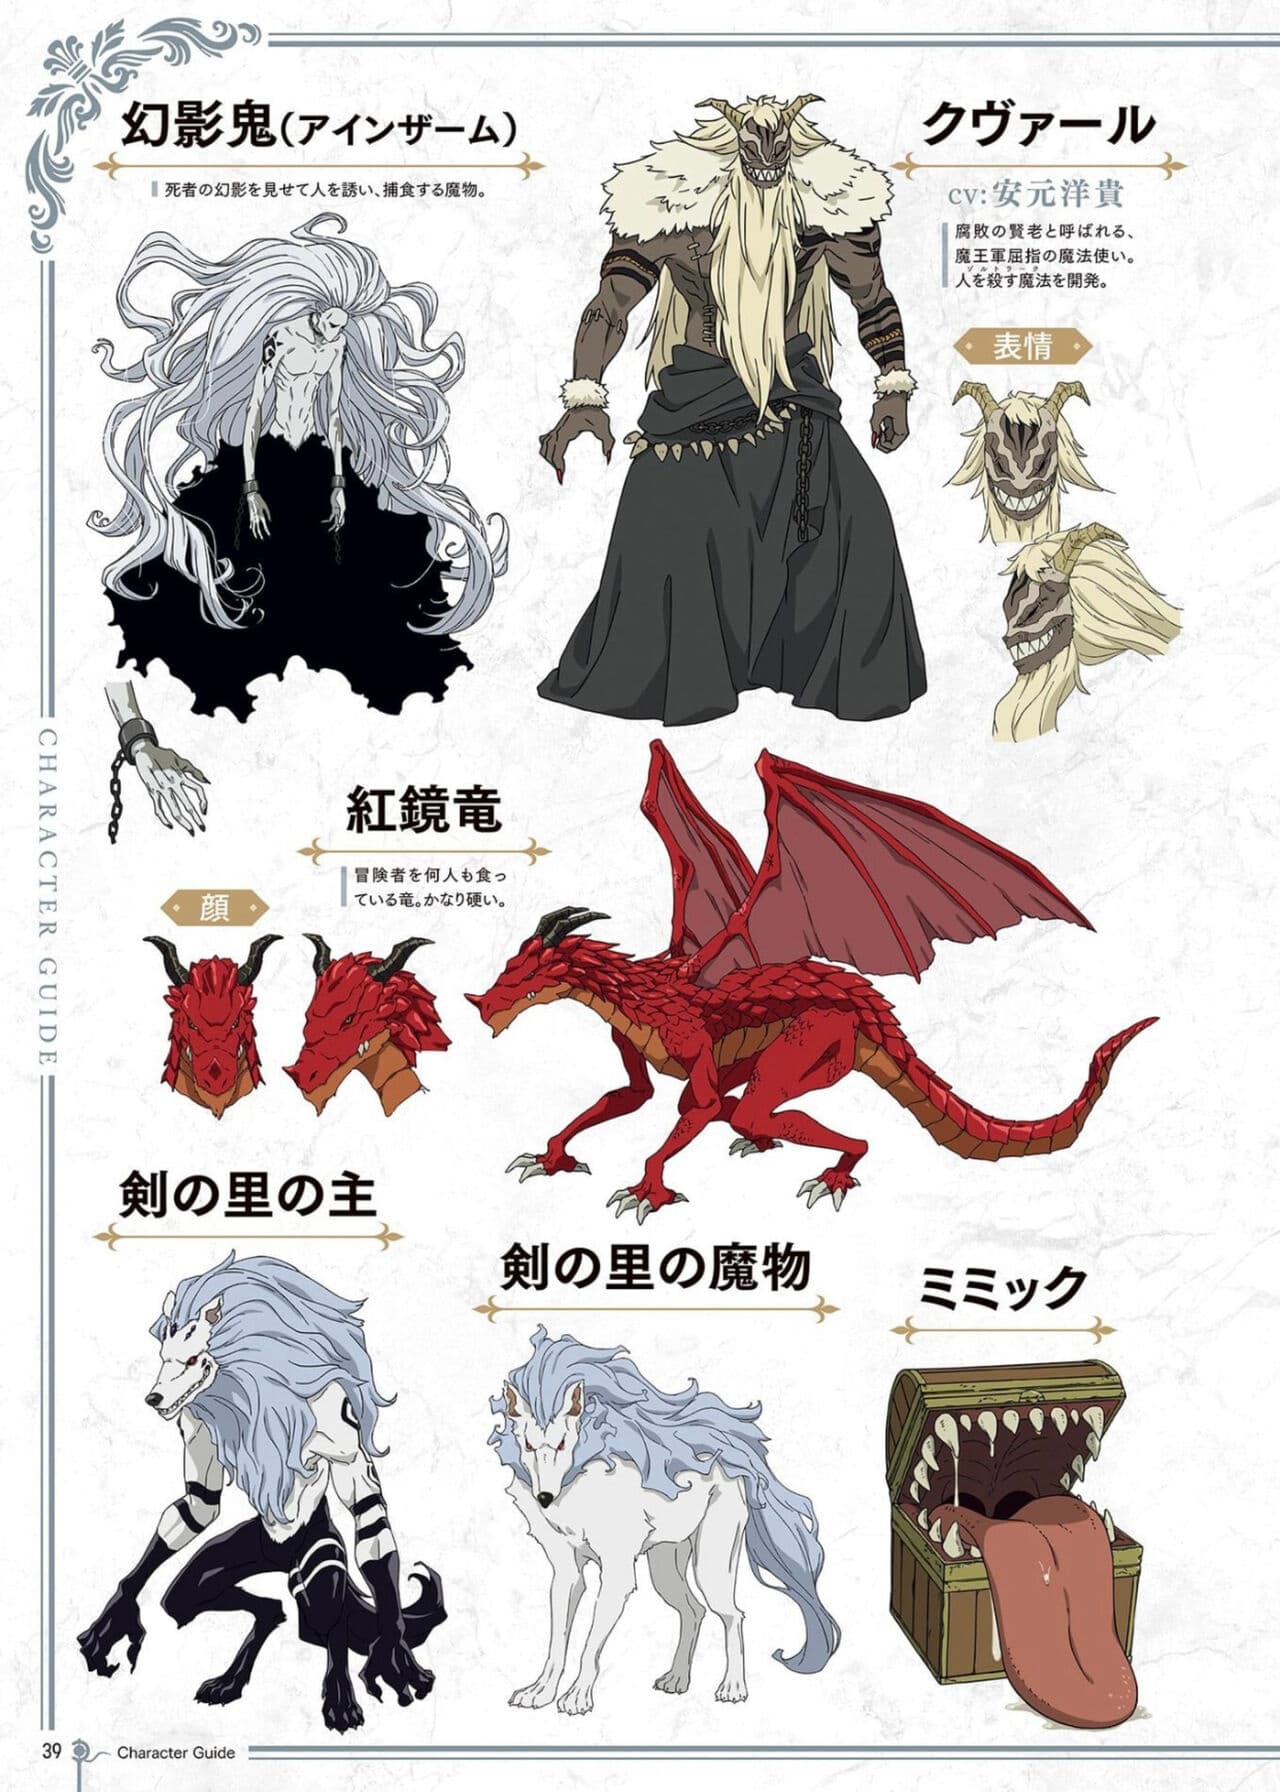 幻影鬼(アインザーム)
死者の幻影を見せて人を誘い、捕食する魔物。
クヴァール
cv:安元洋貴
腐敗の賢老と呼ばれる、
魔王軍屈指の魔法使い。
ゾルトラーク
人を殺す魔法を開発。
表情
紅鏡竜
冒険者を何人も食っ
ている竜。かなり硬い。
顔
剣の里の主
剣の里の魔物
ミミック
CHARACTER GUIDE
39
Character Guide